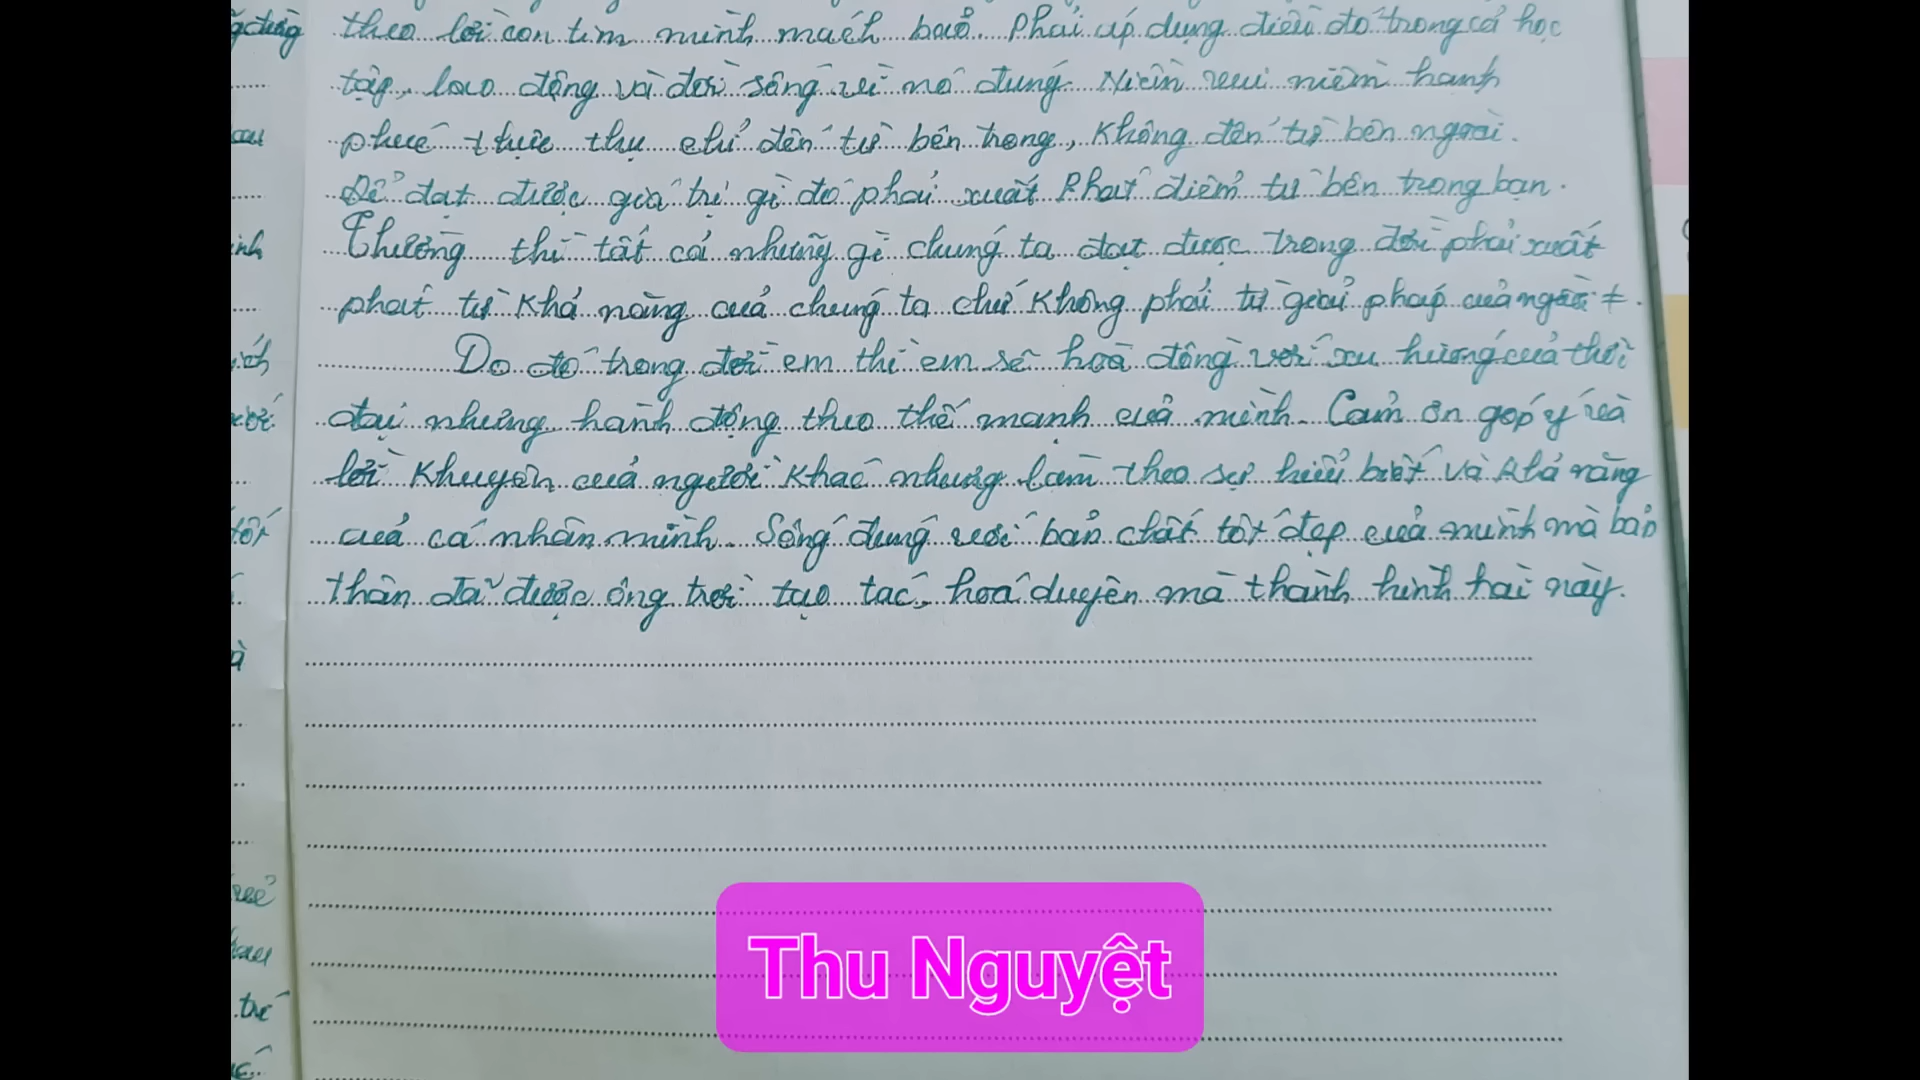 theo lời con tim mình mách bảo. Phải áp dụng điều đó trong cả học
tập, lao động và đời sống vì nó đúng. Niềm vui niềm hạnh
phúc thực thụ chỉ đến từ bên trong, không đến từ bên ngoài.
Để đạt được giá trị gì đó phải xuất phát điểm từ bên trong bạn.
Thường thì tất cả những gì chúng ta đạt được trong đời phải xuất
phát từ khả năng của chúng ta chứ không phải từ giải pháp của người ≠.
Do đó trong đời em thì em sẽ hoà đồng với xu hướng của thời
đại nhưng hành động theo thế mạnh của mình. Cảm ơn góp ý và
lời khuyên của người khác nhưng làm theo sự hiểu biết và khả năng
của cá nhân mình. Sống đúng với bản chất tốt đẹp của mình mà bản
thân đã được ông trời tạo tác, hoá duyên mà thành hình hài này.
Thu Nguyệt